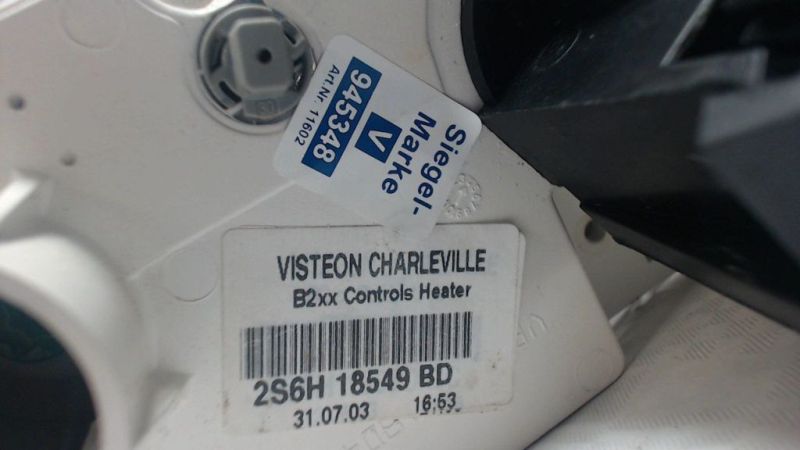 Siegel-
Marke
V
945348
Art.Nr. 11602
VISTEON CHARLEVILLE
B2xx Controls Heater
2S6H 18549 BD
31.07.03 16:53